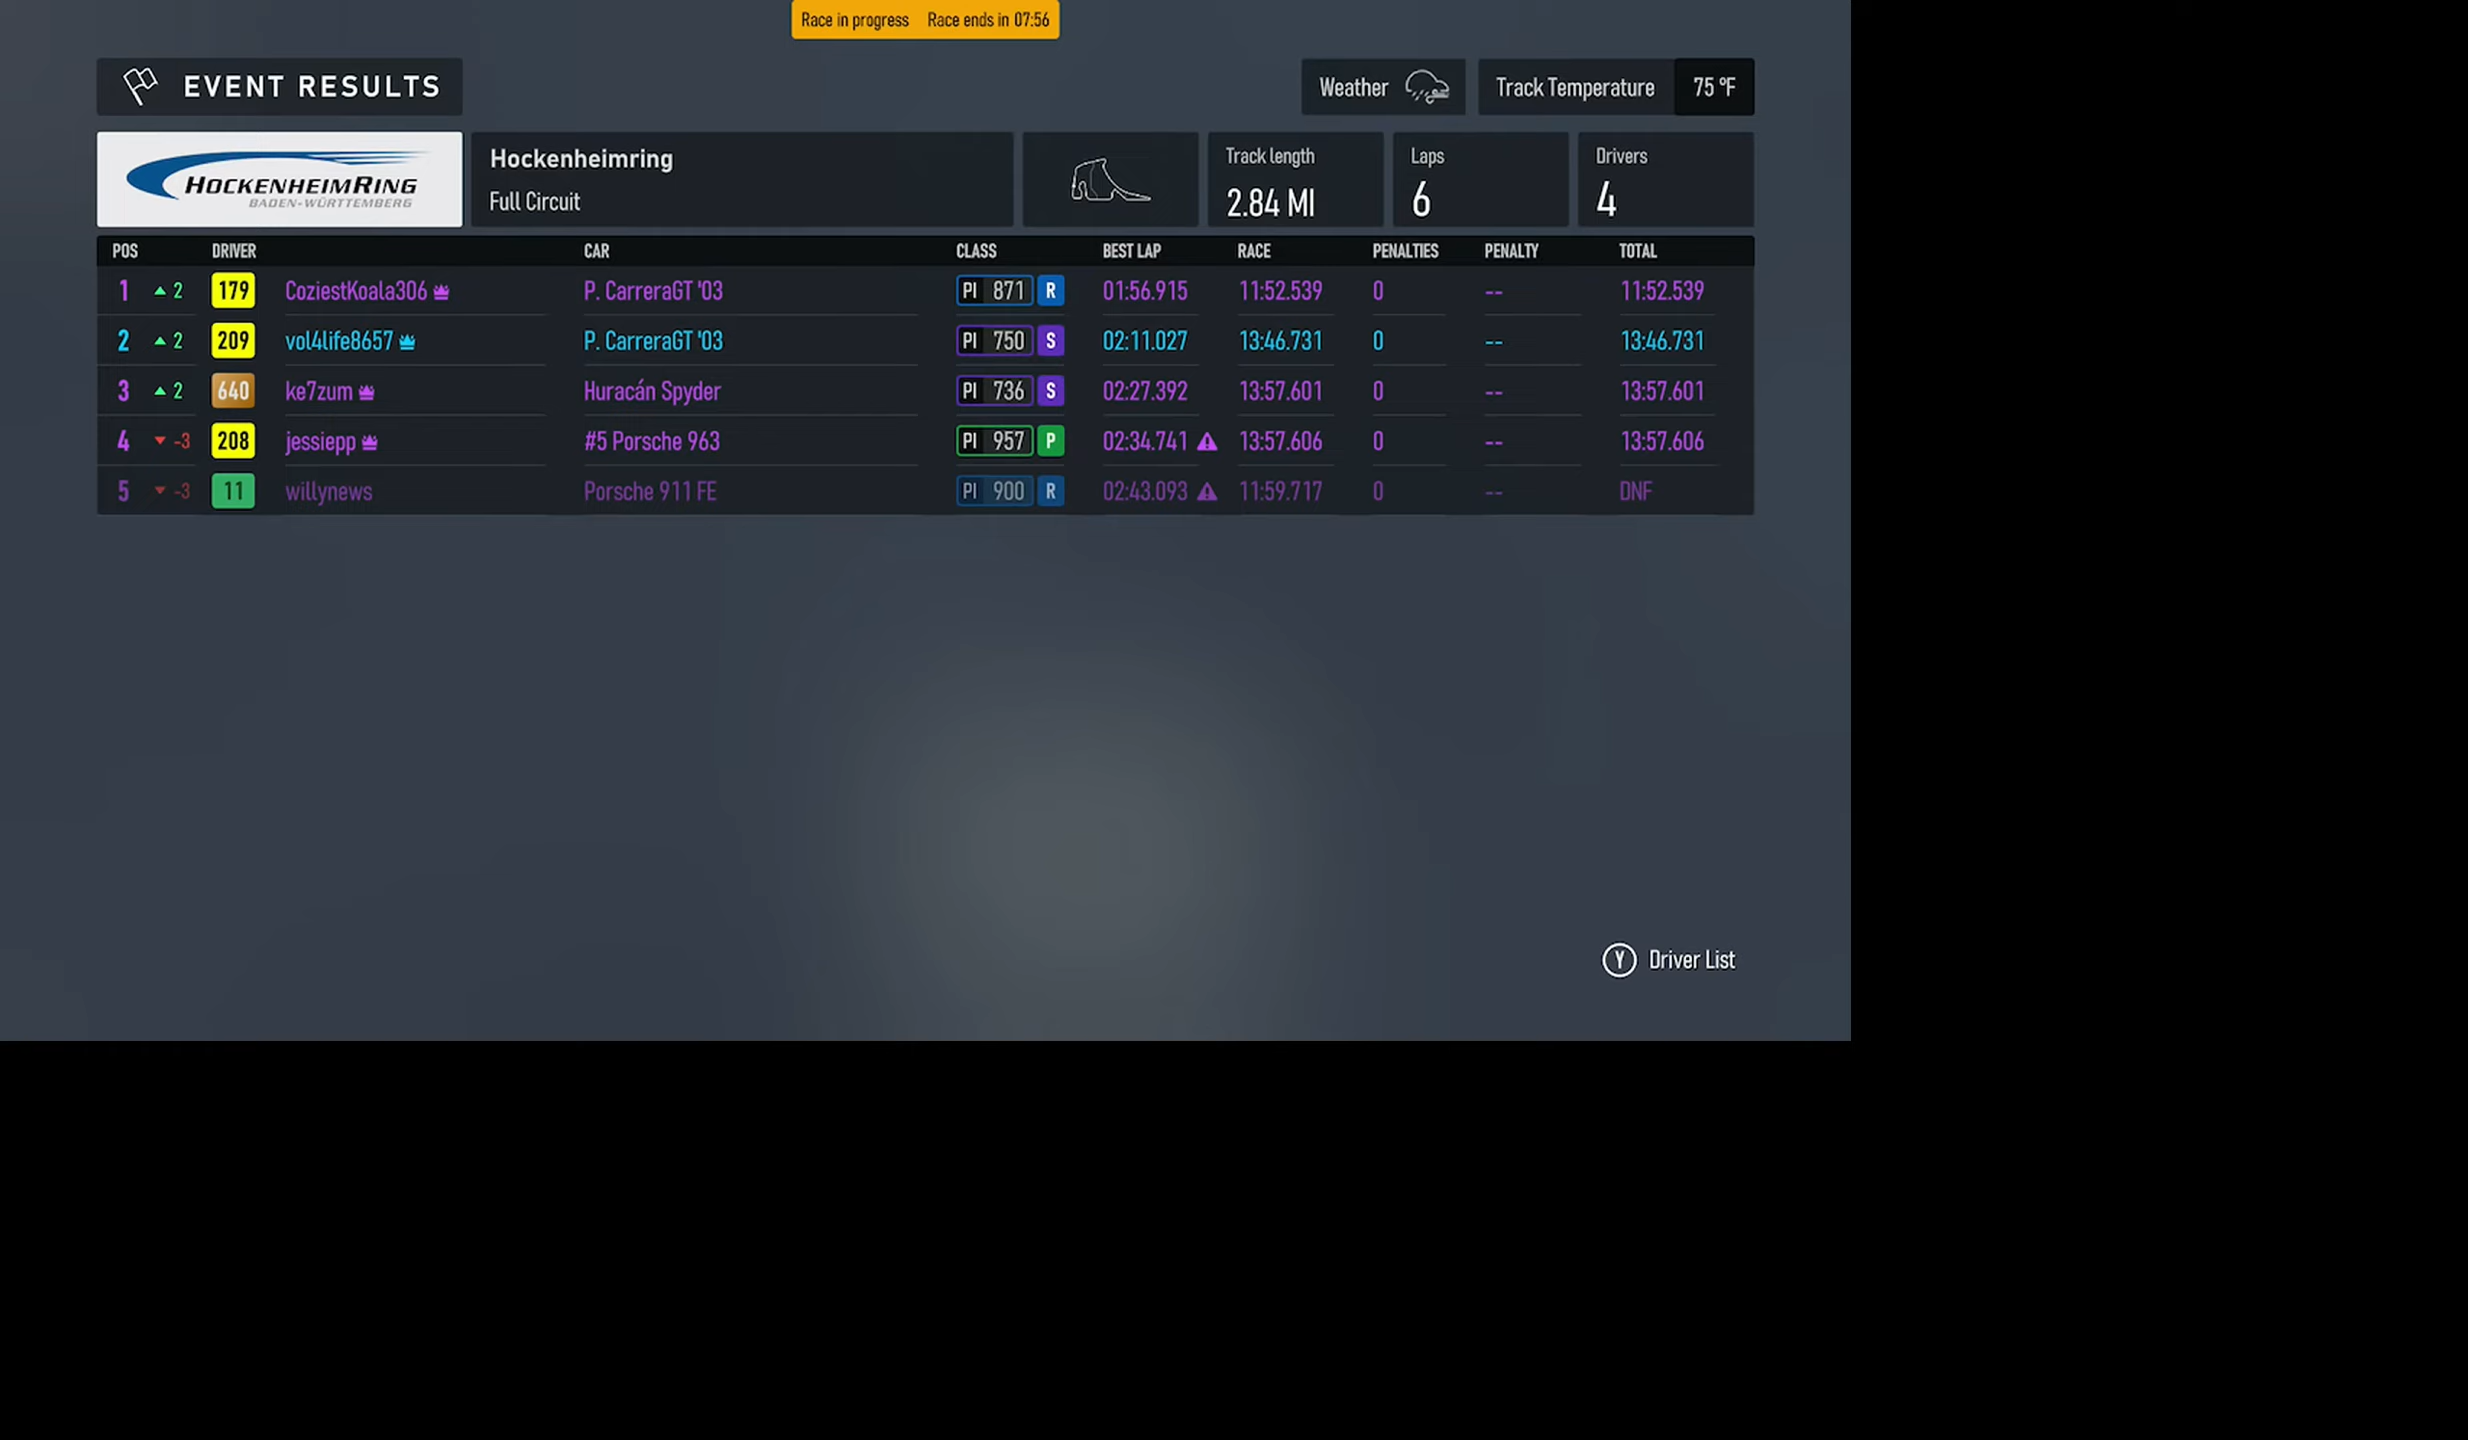 Race in progress Race ends in 07:56
EVENT RESULTS
Weather Track Temperature 75 °F
HOCKENHEIMRING
BADEN-WÜRTTEMBERG
Hockenheimring
Full Circuit
Track length
2.84 MI
Laps
6
Drivers
4
POS DRIVER CAR CLASS BEST LAP RACE PENALTIES PENALTY TOTAL
1 ▲ 2 179 CoziestKoala306 P. CarreraGT '03 PI 871 R 01:56.915 11:52.539 0 -- 11:52.539
2 ▲ 2 209 vol4life8657 P. CarreraGT '03 PI 750 S 02:11.027 13:46.731 0 -- 13:46.731
3 ▲ 2 640 ke7zum Huracán Spyder PI 736 S 02:27.392 13:57.601 0 -- 13:57.601
4 ▼ -3 208 jessiepp #5 Porsche 963 PI 957 P 02:34.741 13:57.606 0 -- 13:57.606
5 ▼ -3 11 willynews Porsche 911 FE PI 900 R 02:43.093 11:59.717 0 -- DNF
Y Driver List